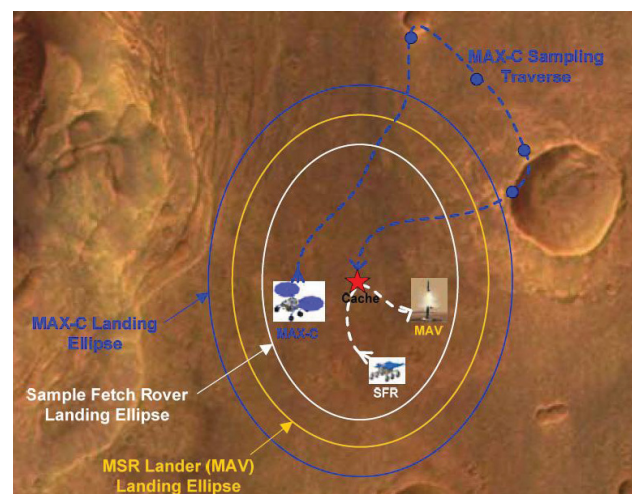 MAX-C Sampling
Traverse
Cache
MAX-C
MAV
SFR
MAX-C Landing
Ellipse
Sample Fetch Rover
Landing Ellipse
MSR Lander (MAV)
Landing Ellipse